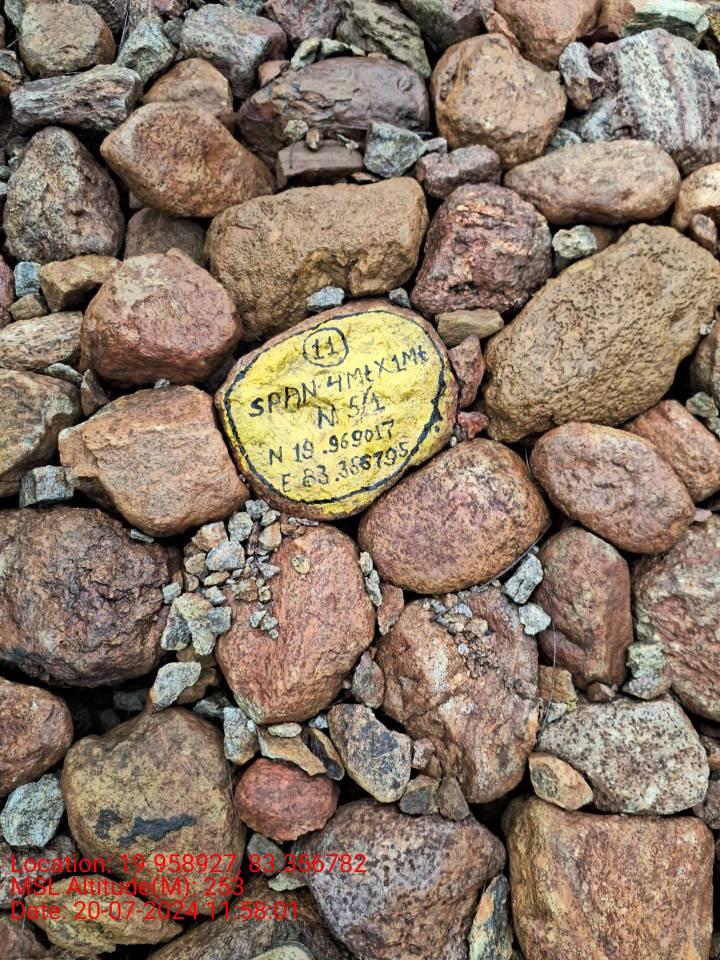 11
SPAN-4Mt X 1Mt
N 5/1
N 19.969017
E 83.356795
Location: 19.958927, 83.356782
MSL Altitude(M): 253
Date: 20-07-2024 11:58:01